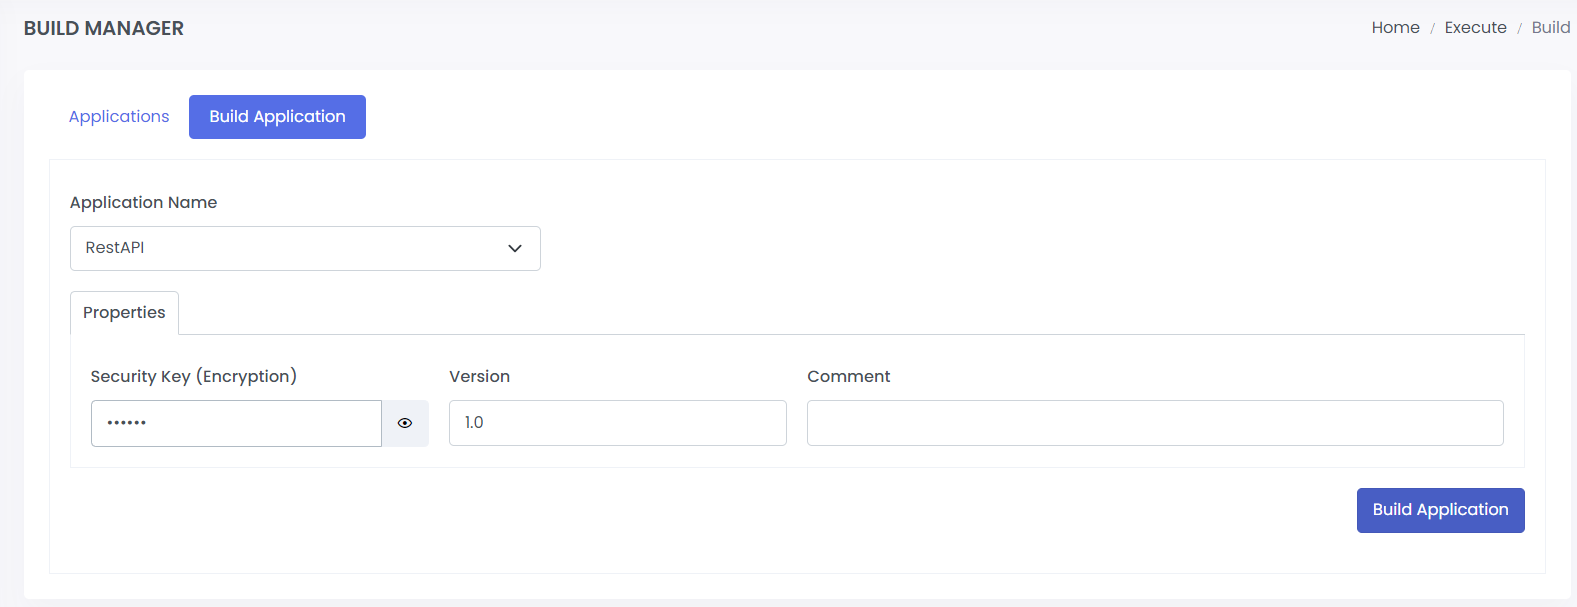 BUILD MANAGER
Home / Execute / Build
Applications
Build Application
Application Name
RestAPI
Properties
Security Key (Encryption)
Version
Comment
••••••
1.0
Build Application